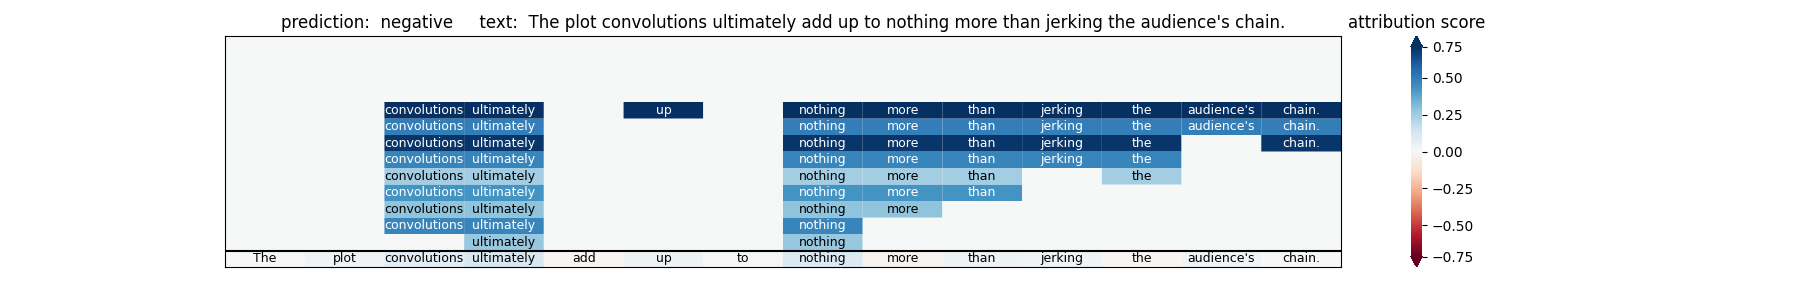 prediction:  negative     text:  The plot convolutions ultimately add up to nothing more than jerking the audience's chain.
attribution score
convolutions ultimately up nothing more than jerking the audience's chain.
convolutions ultimately nothing more than jerking the audience's chain.
convolutions ultimately nothing more than jerking the chain.
convolutions ultimately nothing more than jerking the
convolutions ultimately nothing more than the
convolutions ultimately nothing more than
convolutions ultimately nothing more
convolutions ultimately nothing
ultimately nothing
The plot convolutions ultimately add up to nothing more than jerking the audience's chain.
0.75
0.50
0.25
0.00
−0.25
−0.50
−0.75